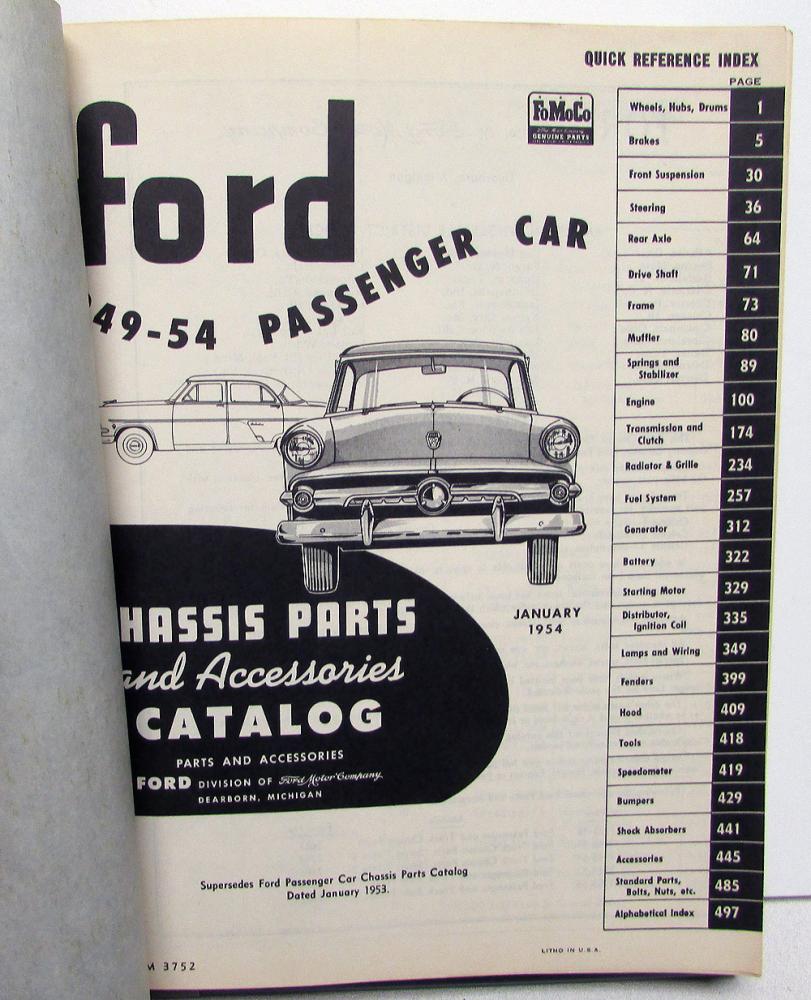 QUICK REFERENCE INDEX
PAGE
FoMoCo
GENUINE PARTS
ford
49-54 PASSENGER CAR
Wheels, Hubs, Drums 1
Brakes 5
Front Suspension 30
Steering 36
Rear Axle 64
Drive Shaft 71
Frame 73
Muffler 80
Springs and
Stabilizer 89
Engine 100
Transmission and
Clutch 174
Radiator & Grille 234
Fuel System 257
Generator 312
Battery 322
Starting Motor 329
Distributor,
Ignition Coil 335
Lamps and Wiring 349
Fenders 399
Hood 409
Tools 418
Speedometer 419
Bumpers 429
Shock Absorbers 441
Accessories 445
Standard Parts,
Bolts, Nuts, etc. 485
Alphabetical Index 497
JANUARY
1954
HASSIS PARTS
and Accessories
CATALOG
PARTS AND ACCESSORIES
FORD DIVISION OF Ford Motor Company
DEARBORN, MICHIGAN
Supersedes Ford Passenger Car Chassis Parts Catalog
Dated January 1953.
M 3752
LITHO IN U.S.A.